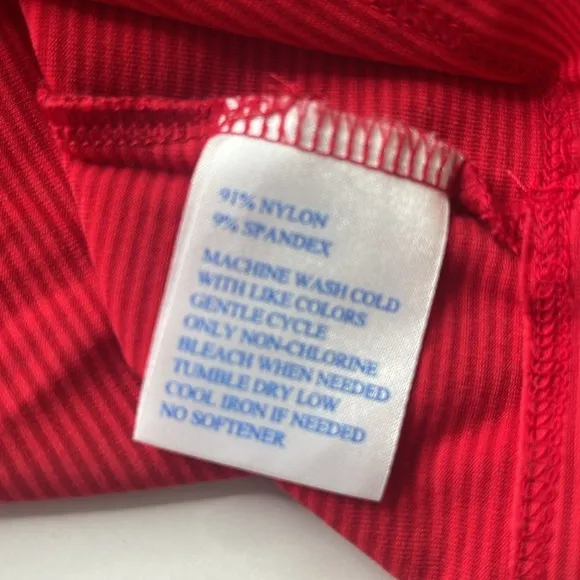 91% NYLON
9% SPANDEX
MACHINE WASH COLD
WITH LIKE COLORS
GENTLE CYCLE
ONLY NON-CHLORINE
BLEACH WHEN NEEDED
TUMBLE DRY LOW
COOL IRON IF NEEDED
NO SOFTENER